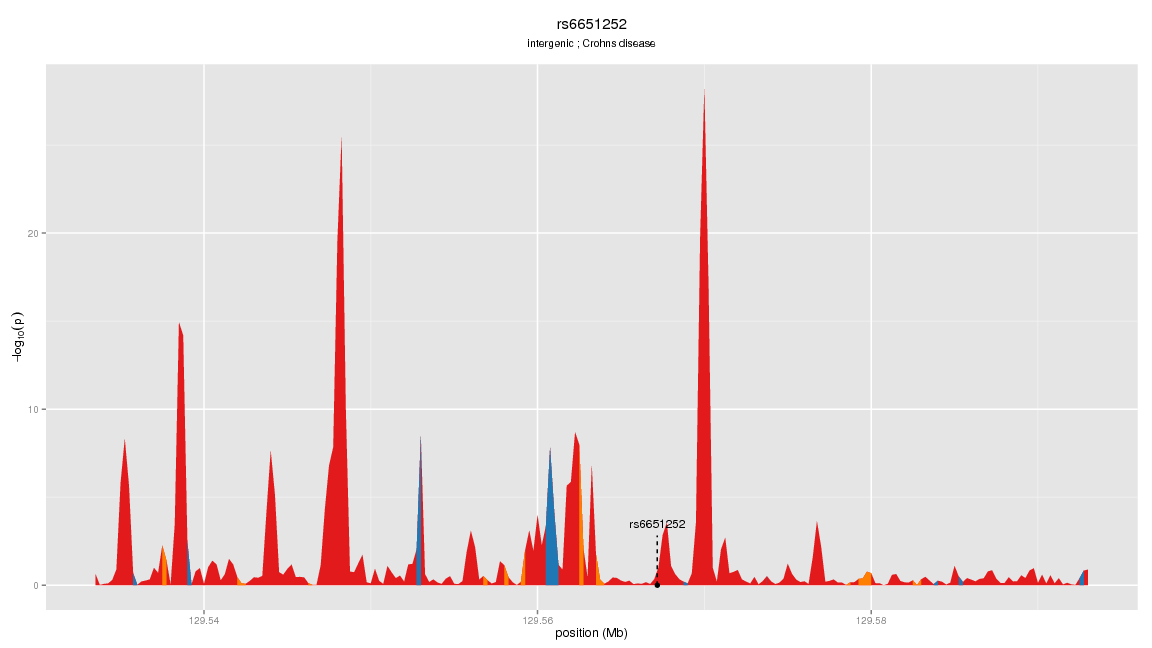 rs6651252
intergenic ; Crohns disease
−log10(p)
20
10
0
rs6651252
129.54
129.56
129.58
position (Mb)